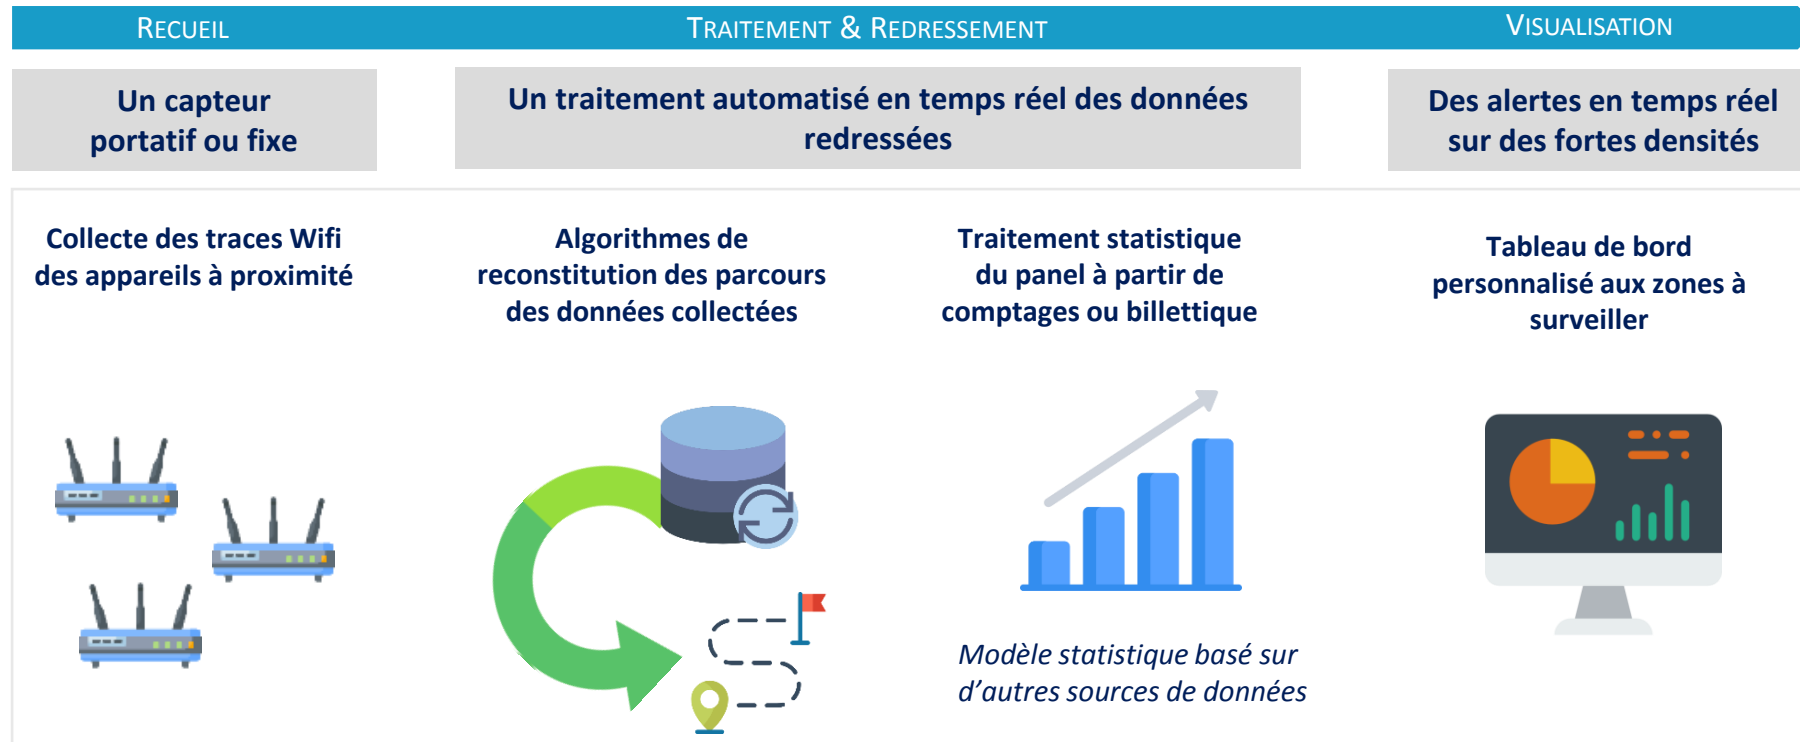 RECUEIL
TRAITEMENT & REDRESSEMENT
VISUALISATION
Un capteur
portatif ou fixe
Un traitement automatisé en temps réel des données
redressées
Des alertes en temps réel
sur des fortes densités
Collecte des traces Wifi
des appareils à proximité
Algorithmes de
reconstitution des parcours
des données collectées
Traitement statistique
du panel à partir de
comptages ou billettique
Tableau de bord
personnalisé aux zones à
surveiller
Modèle statistique basé sur
d’autres sources de données